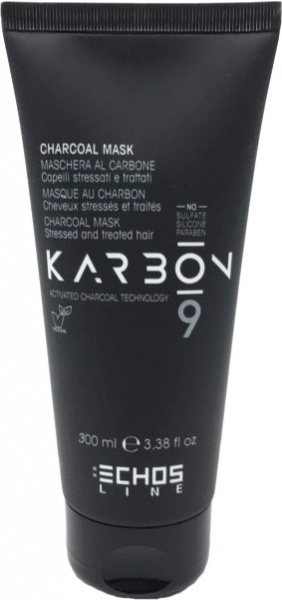 CHARCOAL MASK
MASCHERA AL CARBONE
Capelli stressati e trattati
MASQUE AU CHARBON
Cheveux stressés et traités
CHARCOAL MASK
Stressed and treated hair
NO
SULFATE
SILICONE
PARABEN
KARBON
9
ACTIVATED CHARCOAL TECHNOLOGY
VEGAN
300 ml ℮ 3,38 fl oz
ECHOS
LINE